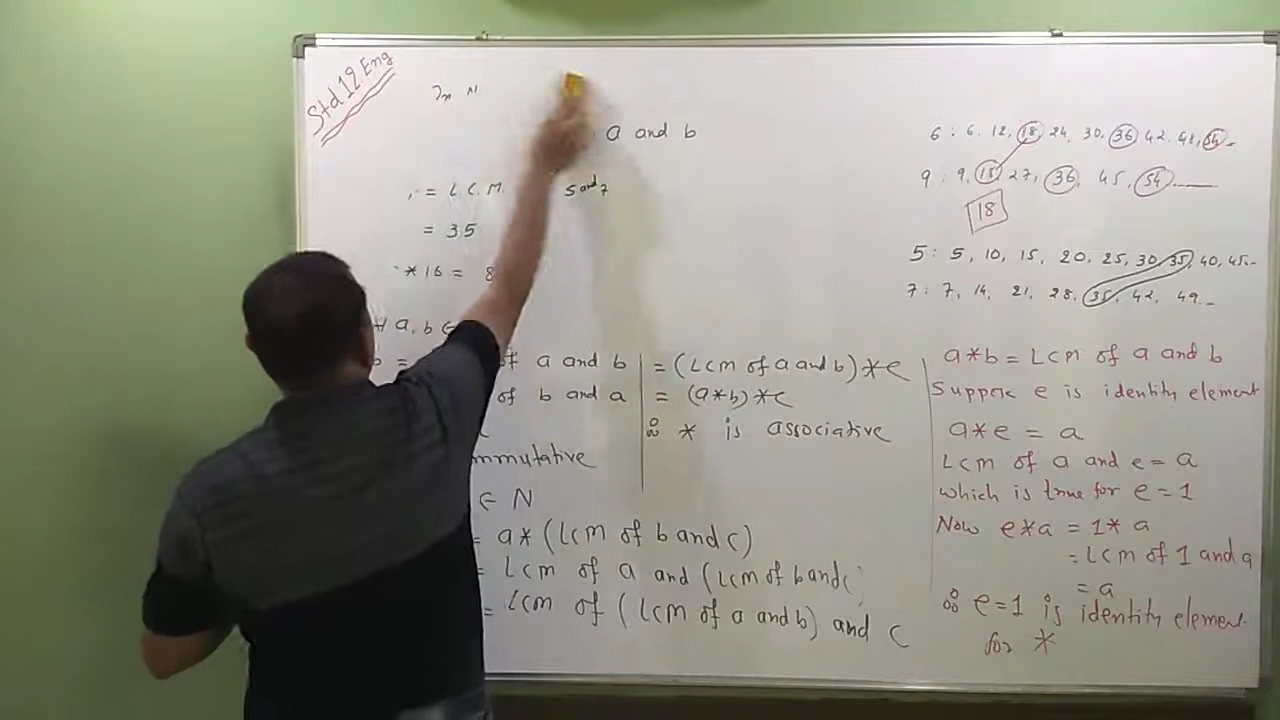 Std 12 Eng
In N
a and b
= L.C.M. 5 and 7
= 35
*16 = 8
∀ a, b ∈
b = of a and b
of b and a
commutative
∈ N
= a * (LCM of b and c)
= LCM of a and (LCM of b and c)
= LCM of (LCM of a and b) and c
= (LCM of a and b) * c
= (a*b) * c
∴ * is associative
6 : 6, 12, 18, 24, 30, 36, 42, 48, 54
9 : 9, 18, 27, 36, 45, 54
18
5 : 5, 10, 15, 20, 25, 30, 35, 40, 45..
7 : 7, 14, 21, 28, 35, 42, 49..
a*b = LCM of a and b
Suppose e is identity element
a*e = a
LCM of a and e = a
which is true for e = 1
Now e*a = 1*a
= LCM of 1 and a
= a
∴ e=1 is identity element
for *